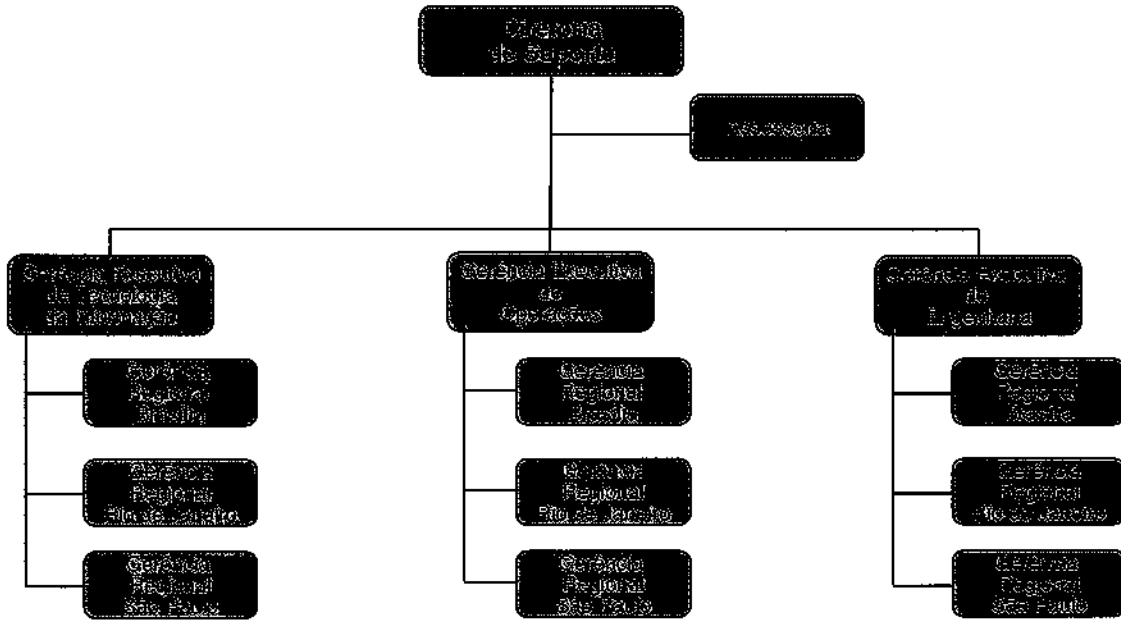 Diretoria
de Suporte
Gerência Executiva
de Tecnologia
da Informação
Gerência Executiva
de
Operações
Gerência Executiva
de
Engenharia
Gerência
Regional
Brasília
Gerência
Regional
Rio de Janeiro
Gerência
Regional
São Paulo
Gerência
Regional
Brasília
Gerência
Regional
Rio de Janeiro
Gerência
Regional
São Paulo
Gerência
Regional
Brasília
Gerência
Regional
Rio de Janeiro
Gerência
Regional
São Paulo